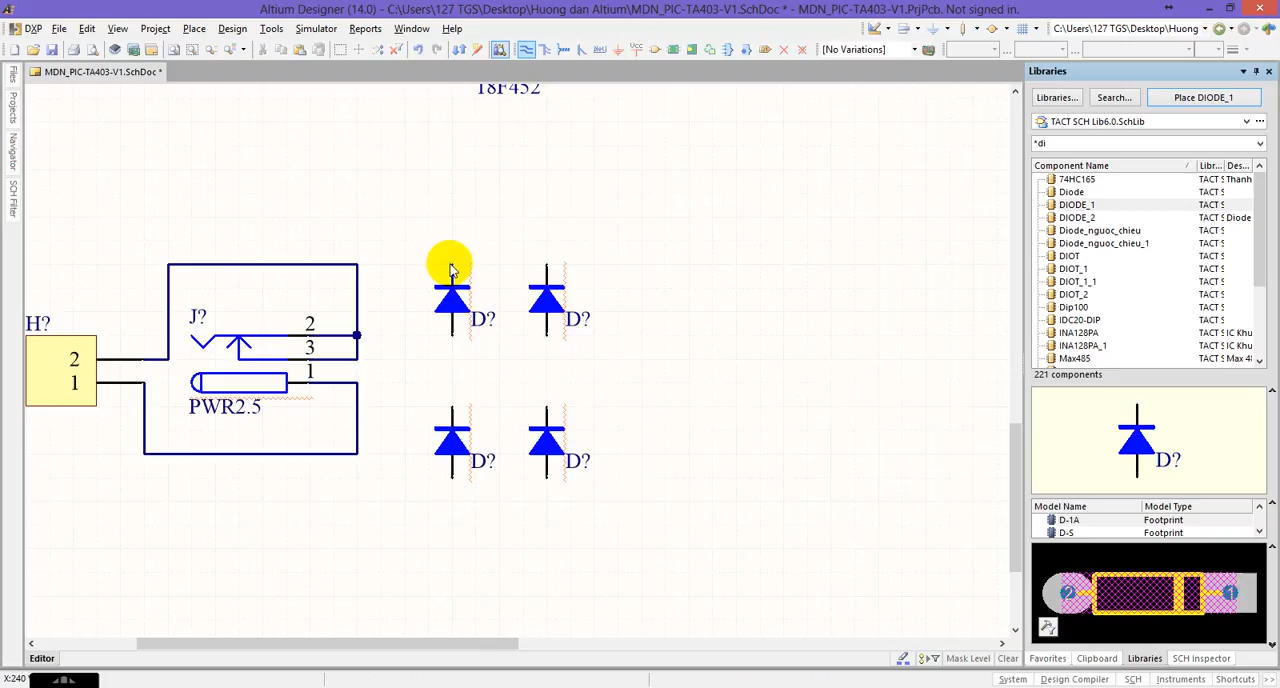 Altium Designer (14.0) - C:\Users\127 TGS\Desktop\Huong dan Altium\MDN_PIC-TA403-V1.SchDoc * - MDN_PIC-TA403-V1.PrjPcb. Not signed in.
DXP File Edit View Project Place Design Tools Simulator Reports Window Help
C:\Users\127 TGS\Desktop\Huong
[No Variations]
MDN_PIC-TA403-V1.SchDoc *
Libraries
Files
Projects
Navigator
SCH Filter
18F452
Libraries... Search... Place DIODE_1
TACT SCH Lib6.0.SchLib
*di
Component Name Libr... Des...
74HC165 TACT S Thanh
Diode TACT S
DIODE_1 TACT S
DIODE_2 TACT S Diode
Diode_nguoc_chieu TACT S
Diode_nguoc_chieu_1 TACT S
DIOT TACT S
DIOT_1 TACT S
DIOT_1_1 TACT S
DIOT_2 TACT S
Dip100 TACT S
IDC20-DIP TACT S
INA128PA TACT S IC Khu
INA128PA_1 TACT S IC Khu
Max485 TACT S Max 4
221 components
H?
2
1
J?
2
3
1
PWR2.5
D? D?
D? D?
D?
Model Name Model Type
D-1A Footprint
D-S Footprint
2 1
Editor
Mask Level Clear
Favorites Clipboard Libraries SCH Inspector
X:240
System Design Compiler SCH Instruments Shortcuts >>